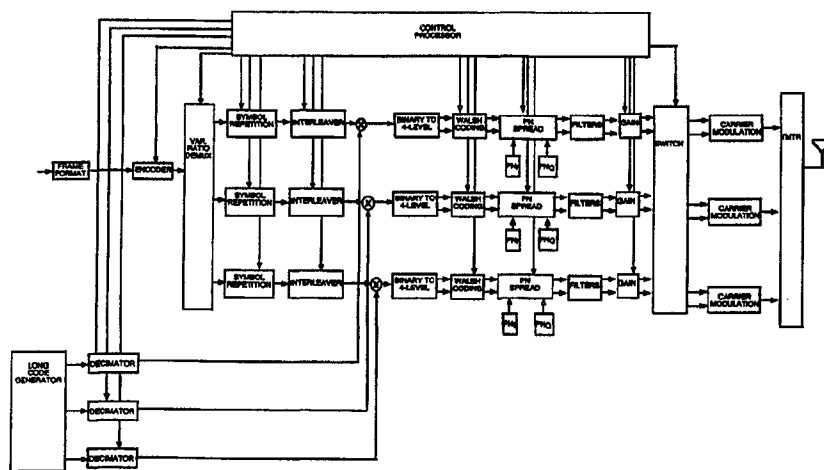 CONTROL
PROCESSOR
FRAME
FORMAT
ENCODER
VAR.
RATIO
DEMUX
SYMBOL
REPETITION
INTERLEAVER
BINARY TO
4-LEVEL
WALSH
CODING
PN
SPREAD
PNI
PNQ
FILTERS
GAIN
SWITCH
CARRIER
MODULATION
TMTR
SYMBOL
REPETITION
INTERLEAVER
BINARY TO
4-LEVEL
WALSH
CODING
PN
SPREAD
PNI
PNQ
FILTERS
GAIN
CARRIER
MODULATION
SYMBOL
REPETITION
INTERLEAVER
BINARY TO
4-LEVEL
WALSH
CODING
PN
SPREAD
PNI
PNQ
FILTERS
GAIN
CARRIER
MODULATION
LONG
CODE
GENERATOR
DECIMATOR
DECIMATOR
DECIMATOR